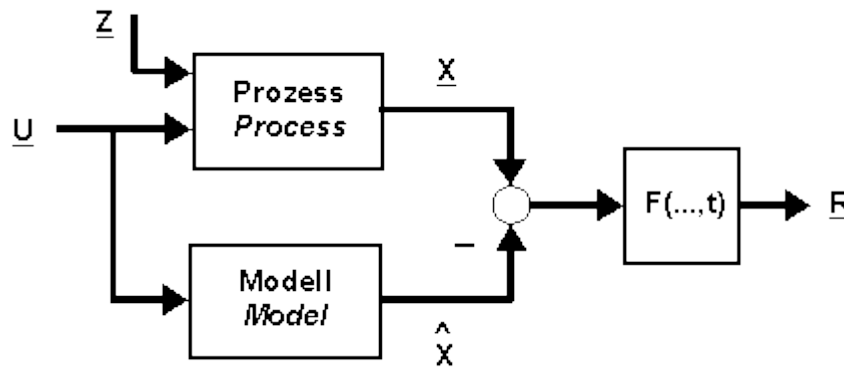 Z
X
Prozess
Process
U
F(...,t)
R
–
Modell
Model
^
X